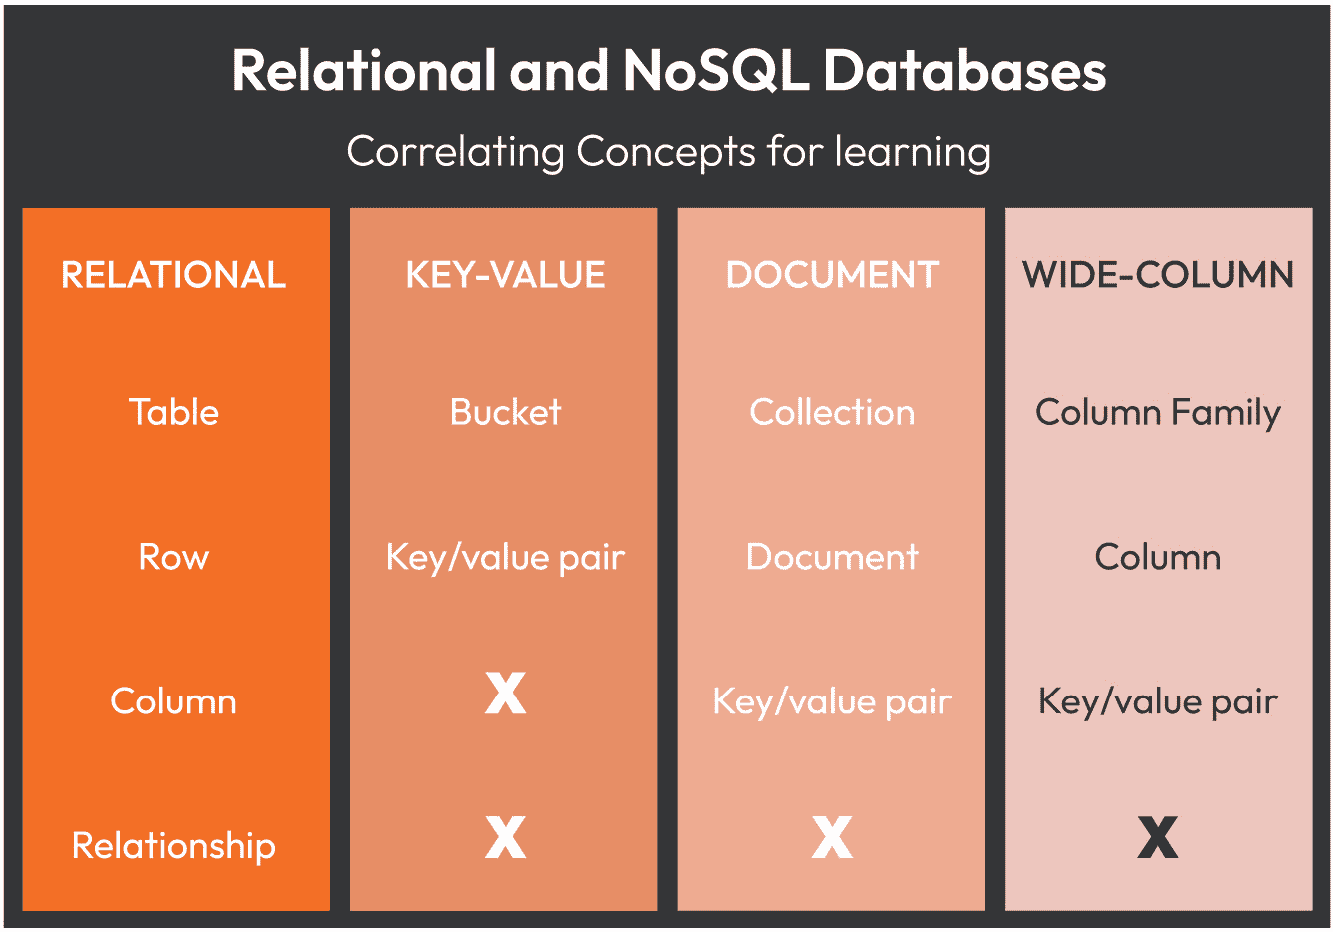 Relational and NoSQL Databases
Correlating Concepts for learning
RELATIONAL KEY-VALUE DOCUMENT WIDE-COLUMN
Table Bucket Collection Column Family
Row Key/value pair Document Column
Column X Key/value pair Key/value pair
Relationship X X X